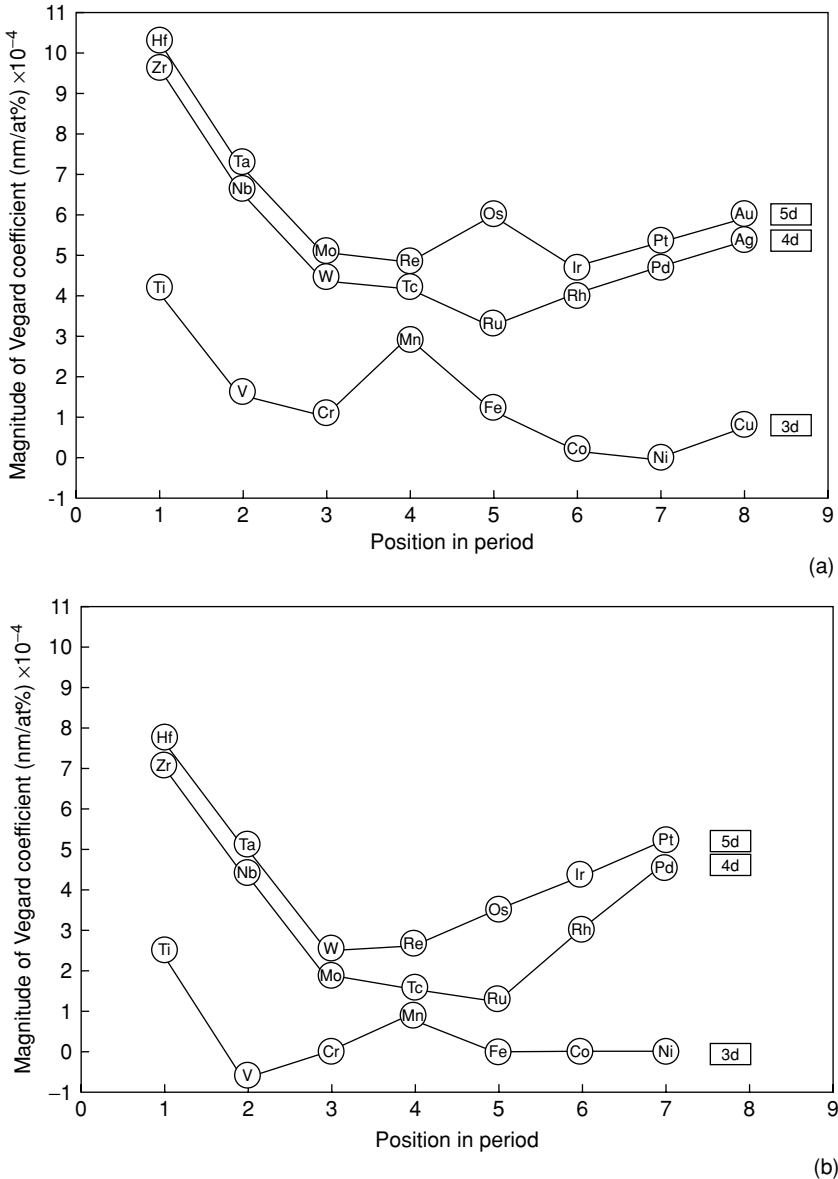 11
10
9
8
7
6
5
4
3
2
1
0
-1
Magnitude of Vegard coefficient (nm/at%) ×10⁻⁴
Hf
Zr
Ta
Nb
Mo
W
Re
Tc
Os
Ru
Ir
Rh
Pt
Pd
Au
Ag
5d
4d
Ti
V
Cr
Mn
Fe
Co
Ni
Cu
3d
0 1 2 3 4 5 6 7 8 9
Position in period
(a)
11
10
9
8
7
6
5
4
3
2
1
0
−1
Magnitude of Vegard coefficient (nm/at%) ×10⁻⁴
Hf
Zr
Ta
Nb
W
Mo
Re
Tc
Os
Ru
Ir
Rh
Pt
Pd
5d
4d
Ti
V
Cr
Mn
Fe
Co
Ni
3d
0 1 2 3 4 5 6 7 8 9
Position in period
(b)